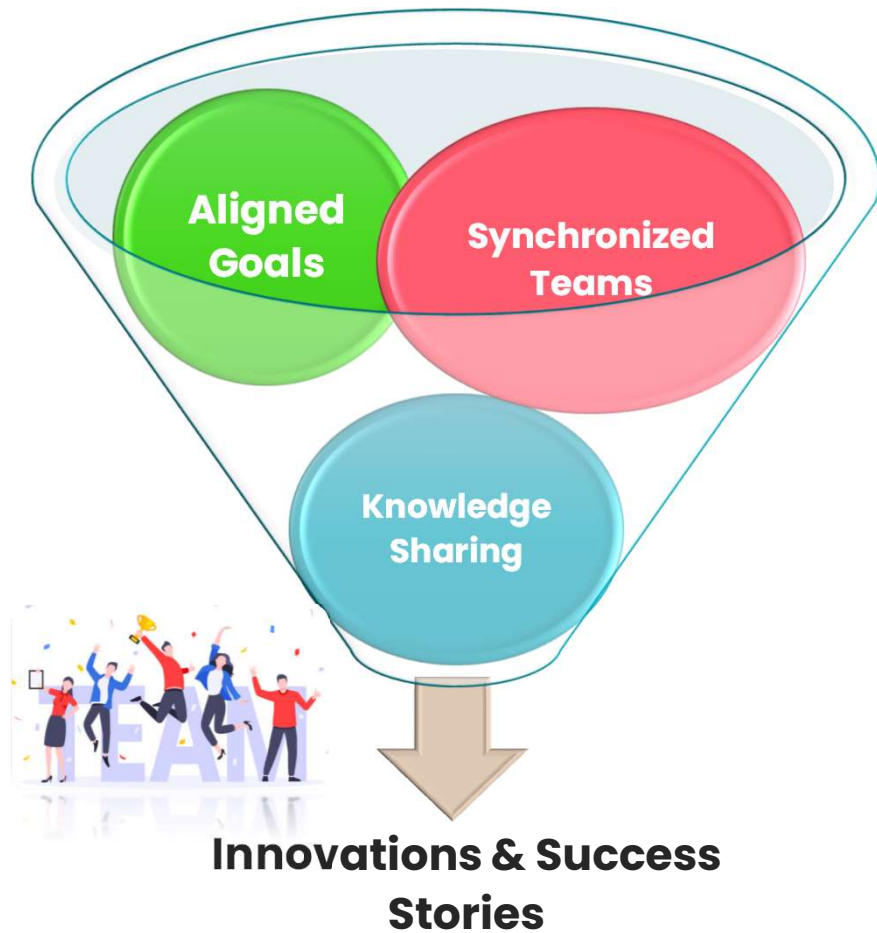 Aligned
Goals
Synchronized
Teams
Knowledge
Sharing
TEAM
Innovations & Success
Stories